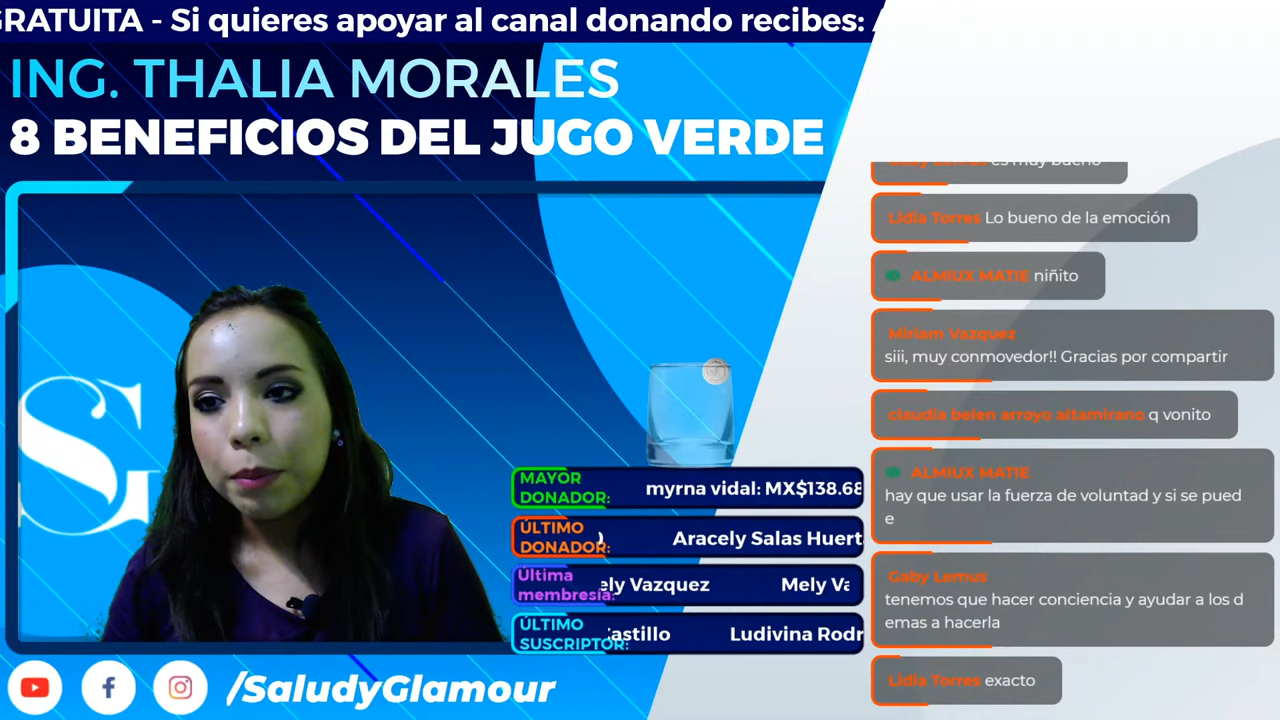 GRATUITA - Si quieres apoyar al canal donando recibes:
ING. THALIA MORALES
8 BENEFICIOS DEL JUGO VERDE
SG
MAYOR
DONADOR:
myrna vidal: MX$138.68
ÚLTIMO
DONADOR:
Aracely Salas Huert
Última
membresía:
ely Vazquez Mely Va
ÚLTIMO
SUSCRIPTOR:
astillo Ludivina Rodr
/SaludyGlamour
es muy bueno
Lidia Torres Lo bueno de la emoción
ALMIUX MATIE niñito
Miriam Vazquez
siii, muy conmovedor!! Gracias por compartir
claudia belen arroyo altamirano q vonito
ALMIUX MATIE
hay que usar la fuerza de voluntad y si se pued
e
Gaby Lemus
tenemos que hacer conciencia y ayudar a los d
emas a hacerla
Lidia Torres exacto